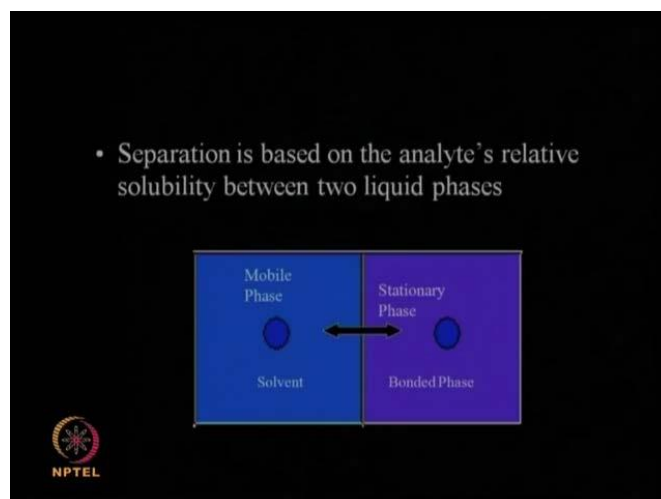 • Separation is based on the analyte's relative
solubility between two liquid phases
Mobile
Phase
Solvent
Stationary
Phase
Bonded Phase
NPTEL